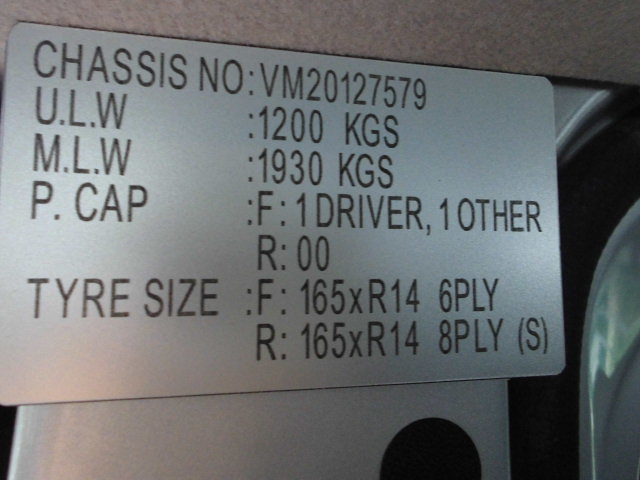 CHASSIS NO:VM20127579
U.L.W :1200 KGS
M.L.W :1930 KGS
P. CAP :F: 1 DRIVER, 1 OTHER
R: 00
TYRE SIZE :F: 165xR14 6PLY
R: 165xR14 8PLY (S)